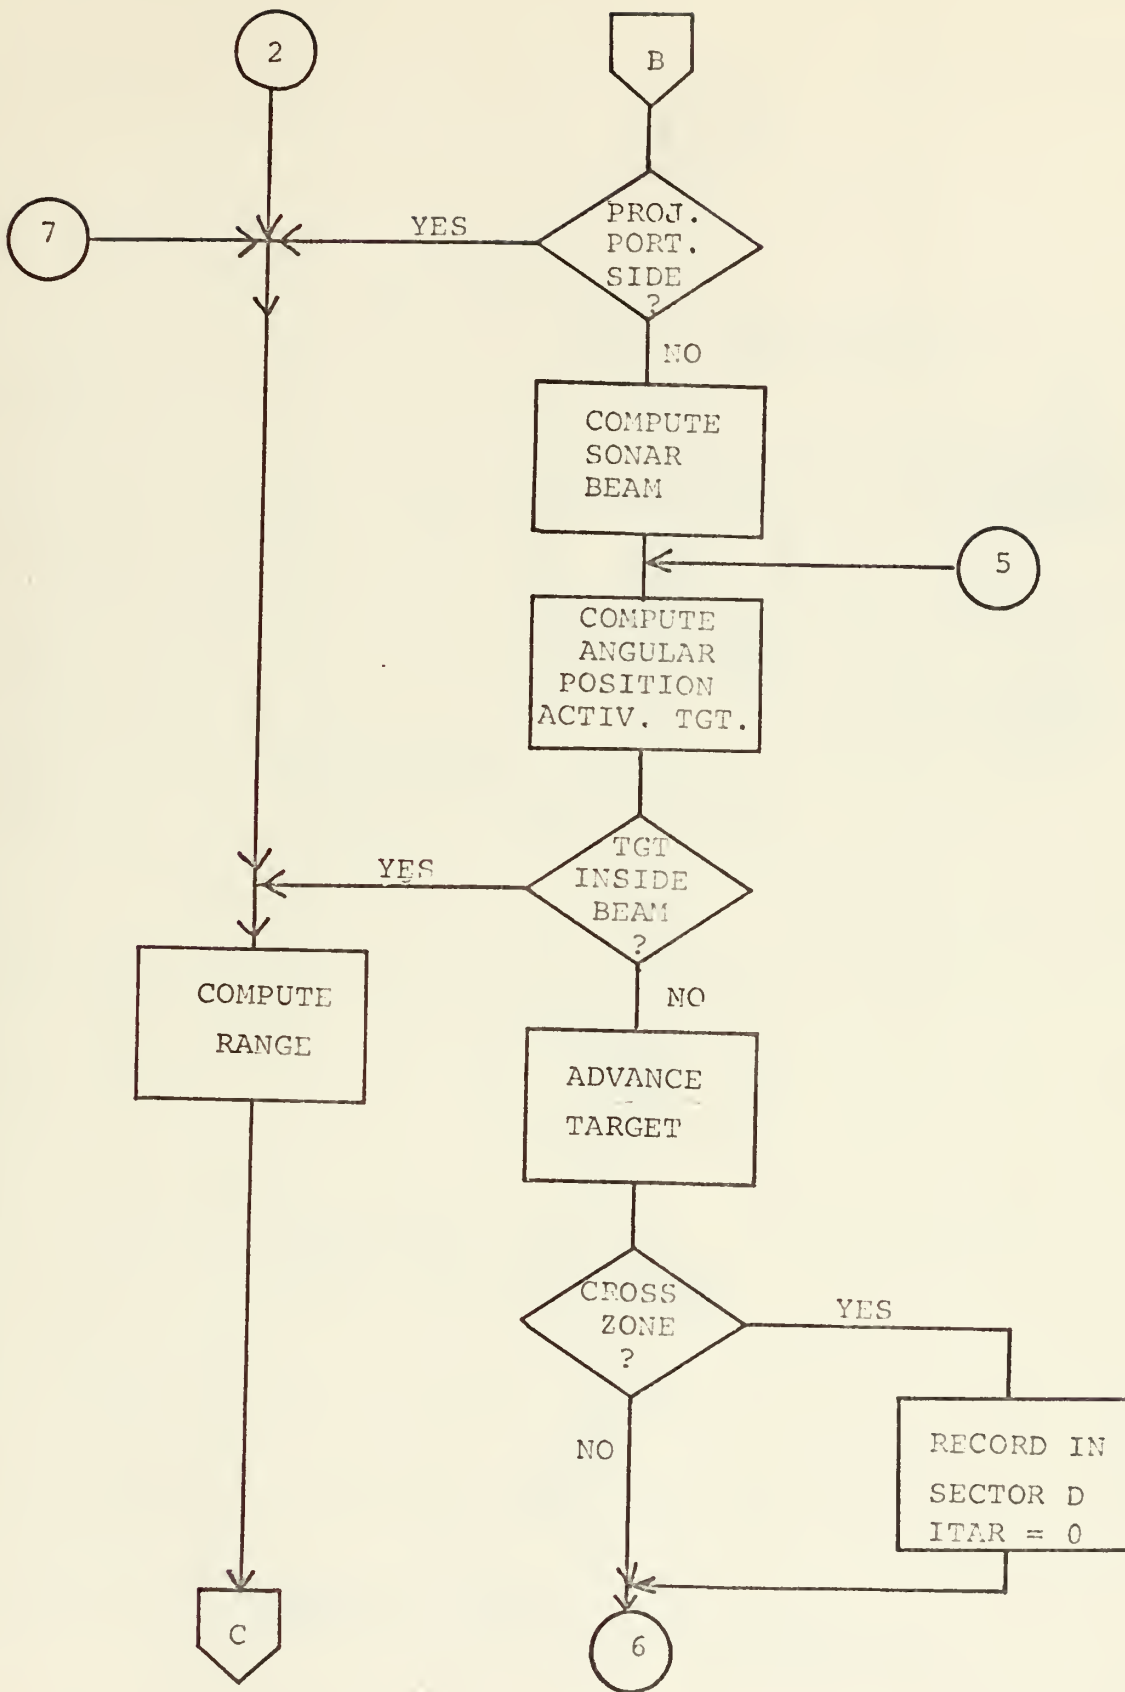 2
B
7
YES
PROJ.
PORT.
SIDE
?
NO
COMPUTE
SONAR
BEAM
5
COMPUTE
ANGULAR
POSITION
ACTIV. TGT.
YES
TGT
INSIDE
BEAM
?
NO
COMPUTE
RANGE
ADVANCE
TARGET
CROSS
ZONE
?
YES
NO
RECORD IN
SECTOR D
ITAR = 0
C
6